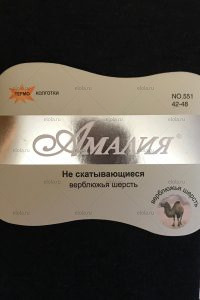 ТЕРМО КОЛГОТКИ
NO.551
42-48
АМАЛИЯ®
Не скатывающиеся
верблюжья шерсть
верблюжья шерсть